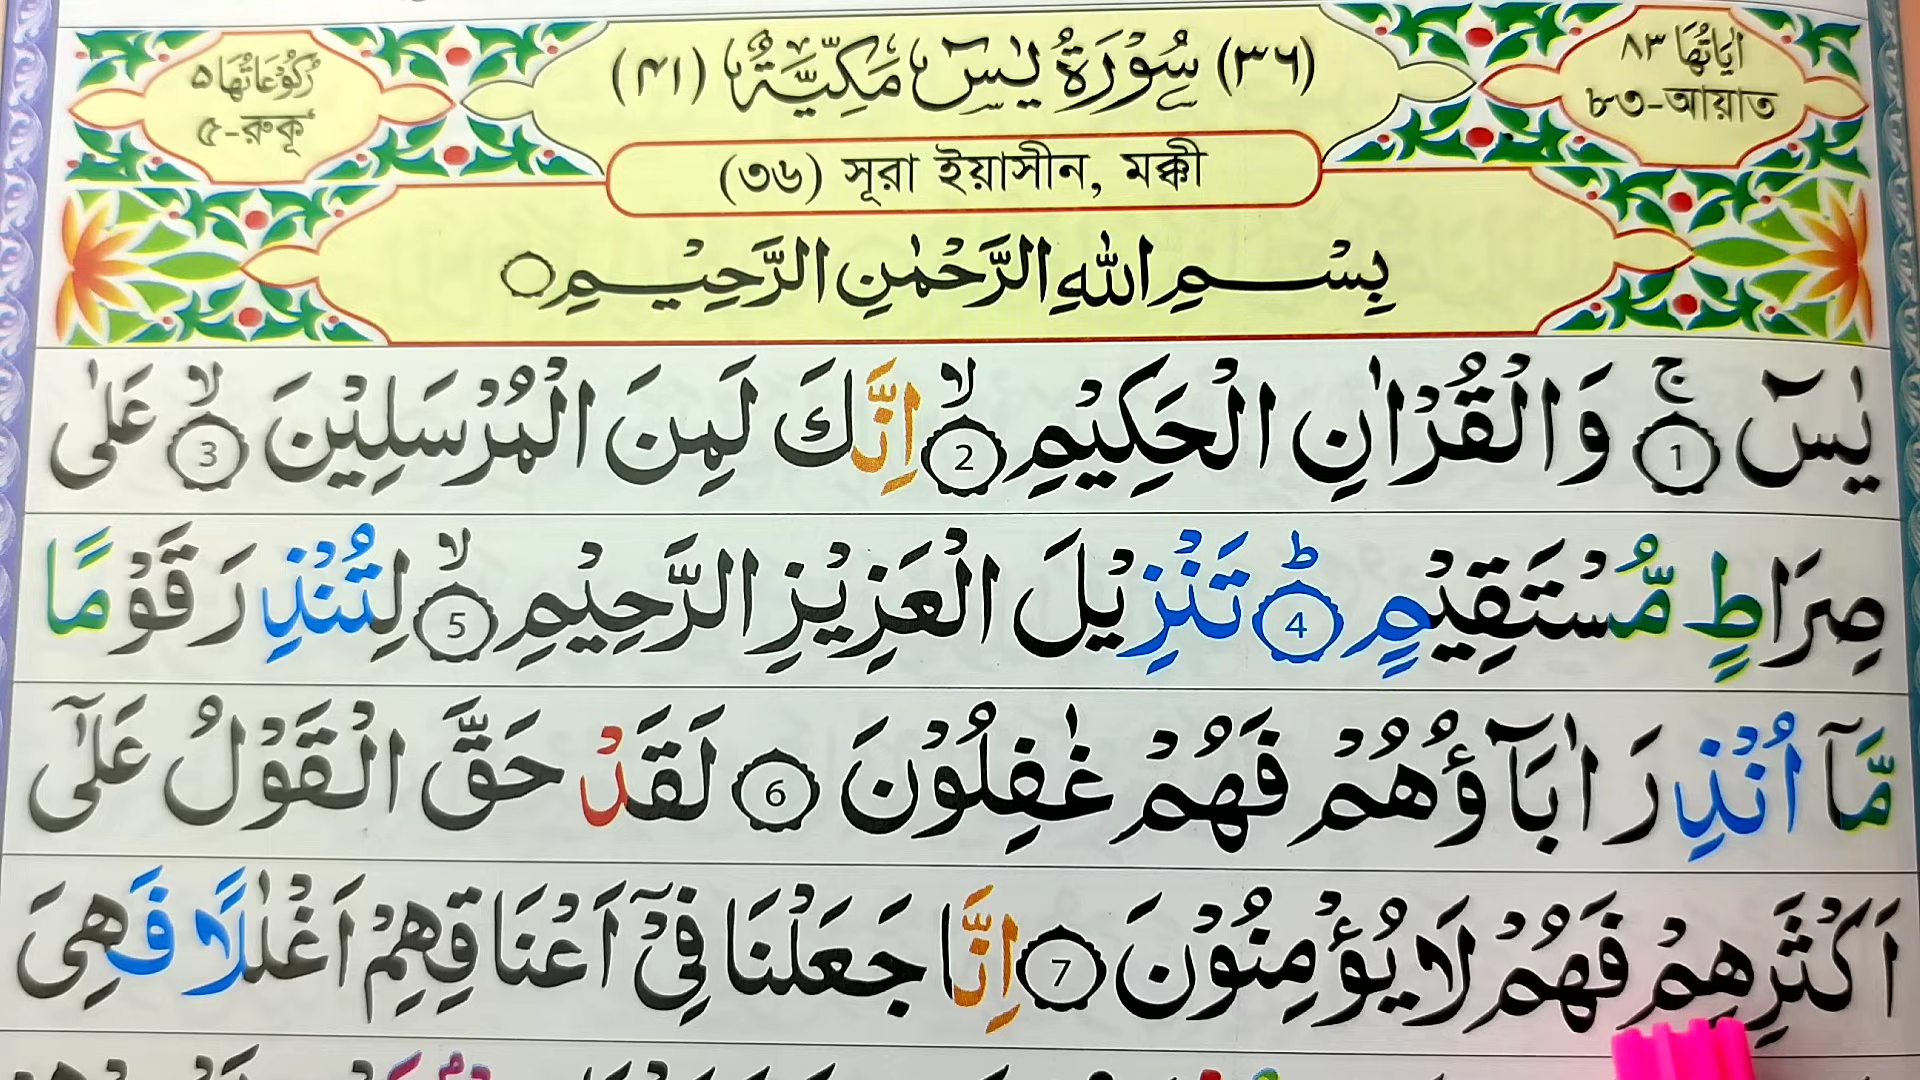 اٰيَاتُهَا ٨٣
৮৩-আয়াত
(٣٦) سُوْرَةُ يٰسٓ مَكِّيَّةٌ (٤١)
رُكُوْعَاتُهَا ٥
৫-রুকূ‘
(৩৬) সূরা ইয়াসীন, মক্কী
بِسْمِ اللّٰهِ الرَّحْمٰنِ الرَّحِيْمِ ○
يٰسٓ ۚ 1 وَالْقُرْاٰنِ الْحَكِيْمِ ۙ 2 اِنَّكَ لَمِنَ الْمُرْسَلِيْنَ ۙ 3 عَلٰى
صِرَاطٍ مُّسْتَقِيْمٍ ؕ 4 تَنْزِيْلَ الْعَزِيْزِ الرَّحِيْمِ ۙ 5 لِتُنْذِرَ قَوْمًا
مَّآ اُنْذِرَ اٰبَآؤُهُمْ فَهُمْ غٰفِلُوْنَ 6 لَقَدْ حَقَّ الْقَوْلُ عَلٰٓى
اَكْثَرِهِمْ فَهُمْ لَا يُؤْمِنُوْنَ 7 اِنَّا جَعَلْنَا فِيْٓ اَعْنَاقِهِمْ اَغْلٰلًا فَهِىَ